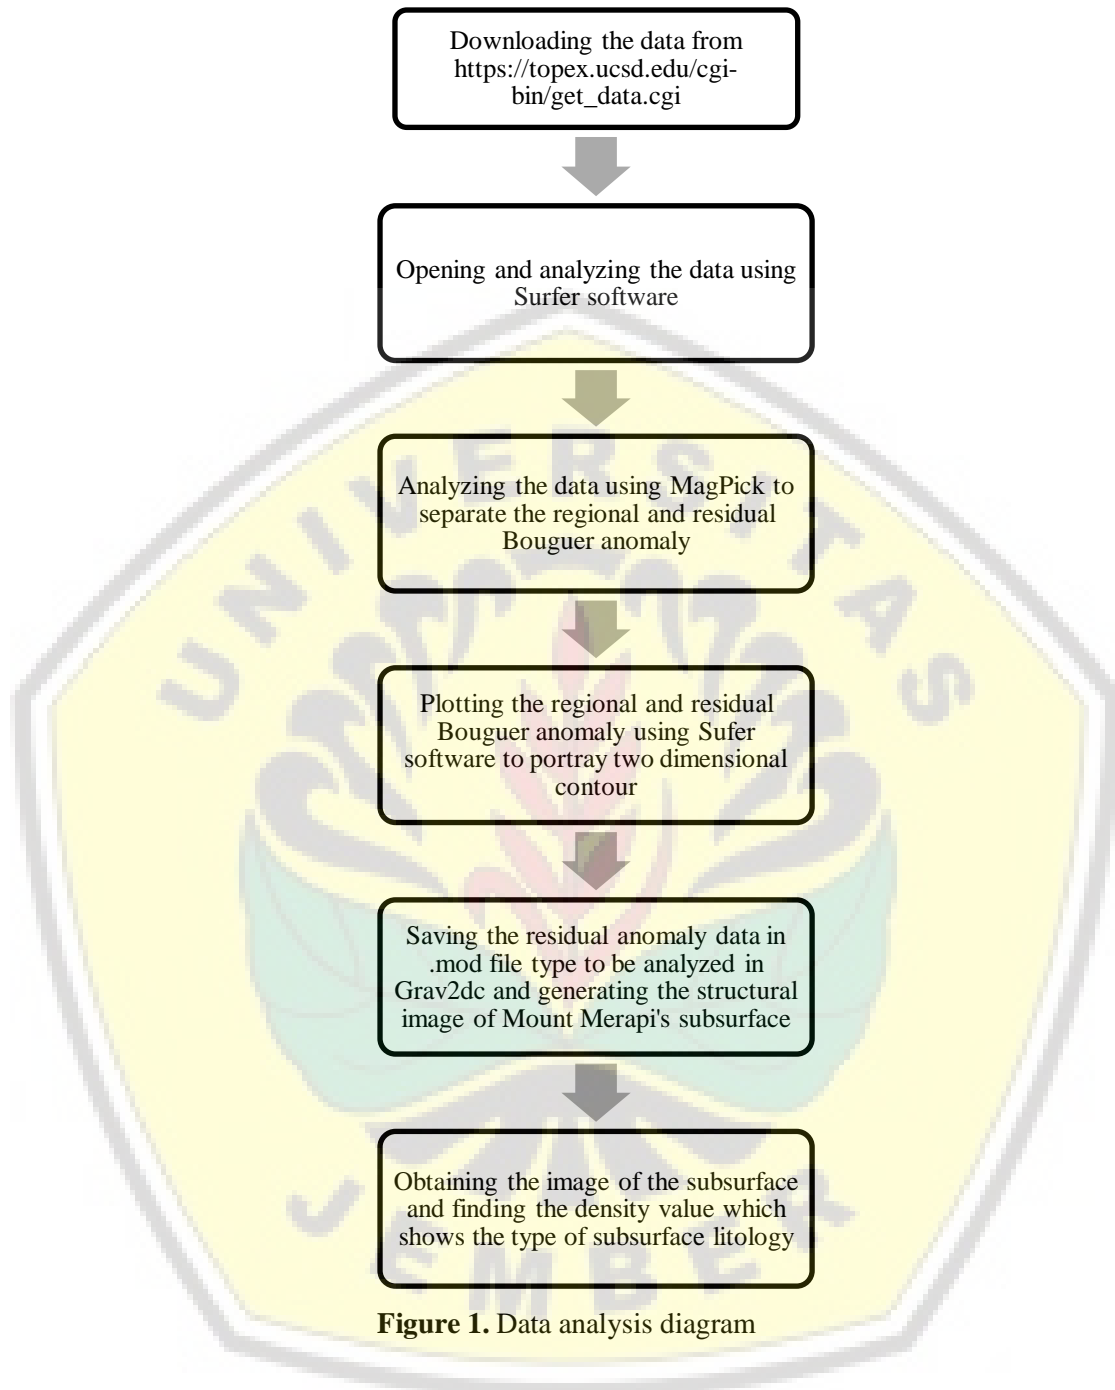 Downloading the data from
https://topex.ucsd.edu/cgi-
bin/get_data.cgi
Opening and analyzing the data using
Surfer software
Analyzing the data using MagPick to
separate the regional and residual
Bouguer anomaly
Plotting the regional and residual
Bouguer anomaly using Sufer
software to portray two dimensional
contour
Saving the residual anomaly data in
.mod file type to be analyzed in
Grav2dc and generating the structural
image of Mount Merapi's subsurface
Obtaining the image of the subsurface
and finding the density value which
shows the type of subsurface litology
Figure 1. Data analysis diagram
UNIVERSITAS
JEMBER